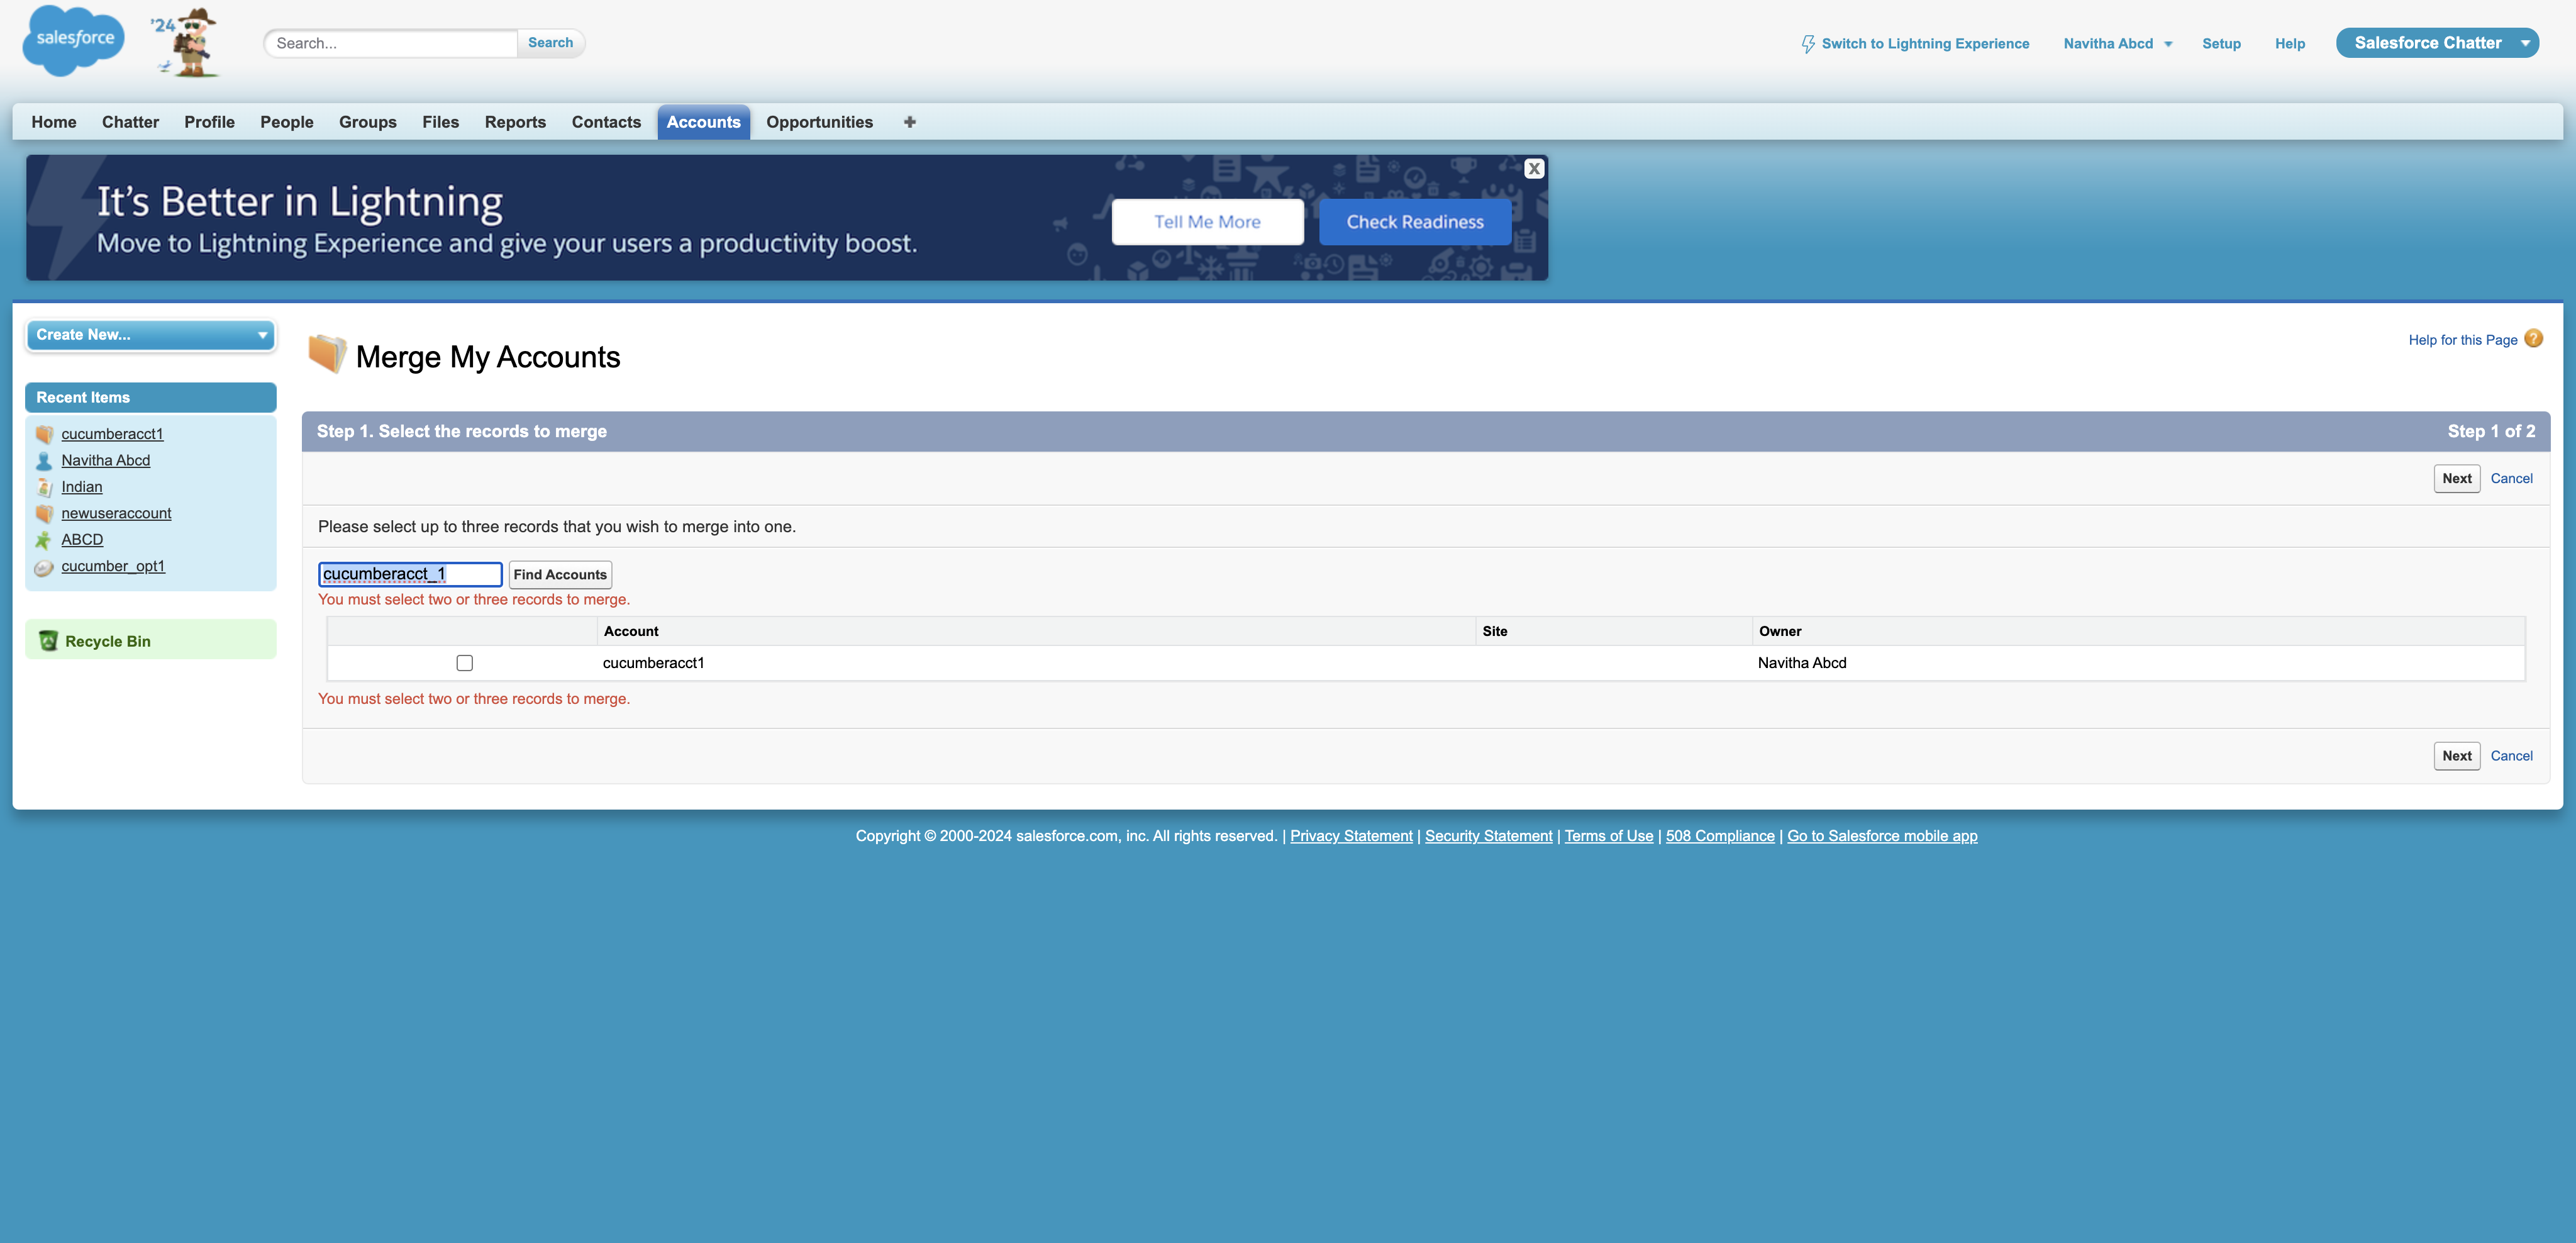 salesforce
'24
Search...
Search
Switch to Lightning Experience
Navitha Abcd
Setup
Help
Salesforce Chatter
Home
Chatter
Profile
People
Groups
Files
Reports
Contacts
Accounts
Opportunities
+
It's Better in Lightning
Move to Lightning Experience and give your users a productivity boost.
Tell Me More
Check Readiness
X
Create New...
Recent Items
cucumberacct1
Navitha Abcd
Indian
newuseraccount
ABCD
cucumber_opt1
Recycle Bin
Merge My Accounts
Help for this Page ?
Step 1. Select the records to merge
Step 1 of 2
Next
Cancel
Please select up to three records that you wish to merge into one.
cucumberacct_1
Find Accounts
You must select two or three records to merge.
Account
Site
Owner
cucumberacct1
Navitha Abcd
You must select two or three records to merge.
Next
Cancel
Copyright © 2000-2024 salesforce.com, inc. All rights reserved. | Privacy Statement | Security Statement | Terms of Use | 508 Compliance | Go to Salesforce mobile app